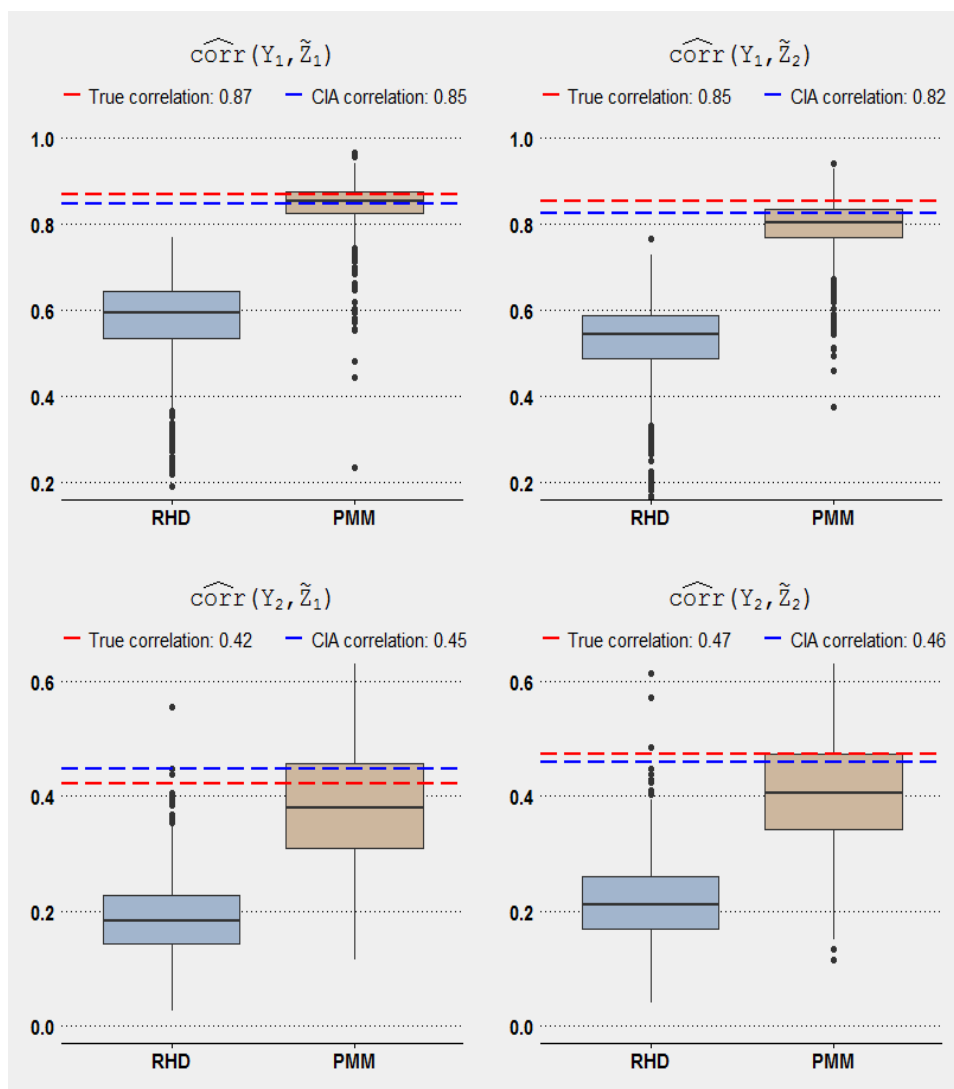 corr(Y₁, Z̃₁)
True correlation: 0.87 CIA correlation: 0.85
1.0
0.8
0.6
0.4
0.2
RHD PMM
corr(Y₁, Z̃₂)
True correlation: 0.85 CIA correlation: 0.82
1.0
0.8
0.6
0.4
0.2
RHD PMM
corr(Y₂, Z̃₁)
True correlation: 0.42 CIA correlation: 0.45
0.6
0.4
0.2
0.0
RHD PMM
corr(Y₂, Z̃₂)
True correlation: 0.47 CIA correlation: 0.46
0.6
0.4
0.2
0.0
RHD PMM